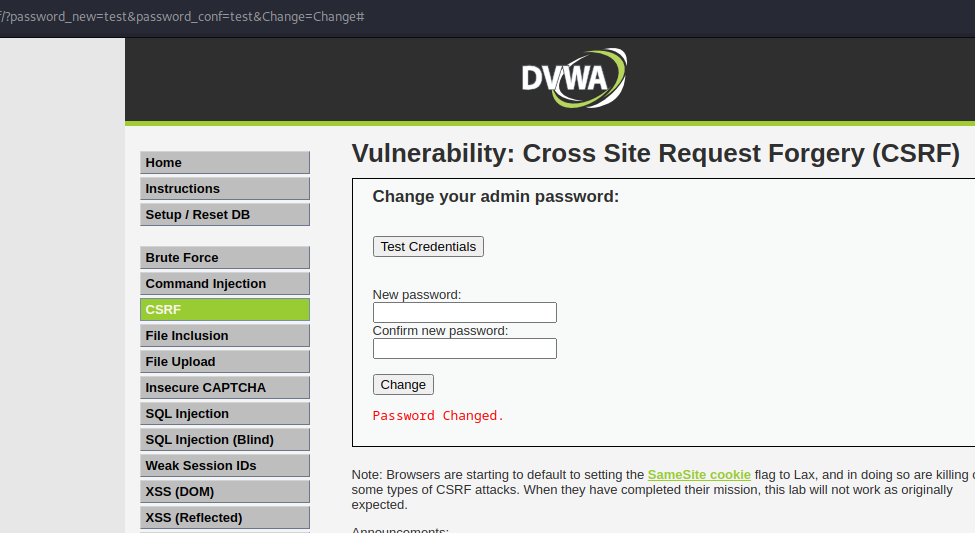 /?password_new=test&password_conf=test&Change=Change#
DVWA
Home
Instructions
Setup / Reset DB
Brute Force
Command Injection
CSRF
File Inclusion
File Upload
Insecure CAPTCHA
SQL Injection
SQL Injection (Blind)
Weak Session IDs
XSS (DOM)
XSS (Reflected)
Vulnerability: Cross Site Request Forgery (CSRF)
Change your admin password:
Test Credentials
New password:
Confirm new password:
Change
Password Changed.
Note: Browsers are starting to default to setting the SameSite cookie flag to Lax, and in doing so are killing
some types of CSRF attacks. When they have completed their mission, this lab will not work as originally
expected.
Announcements: